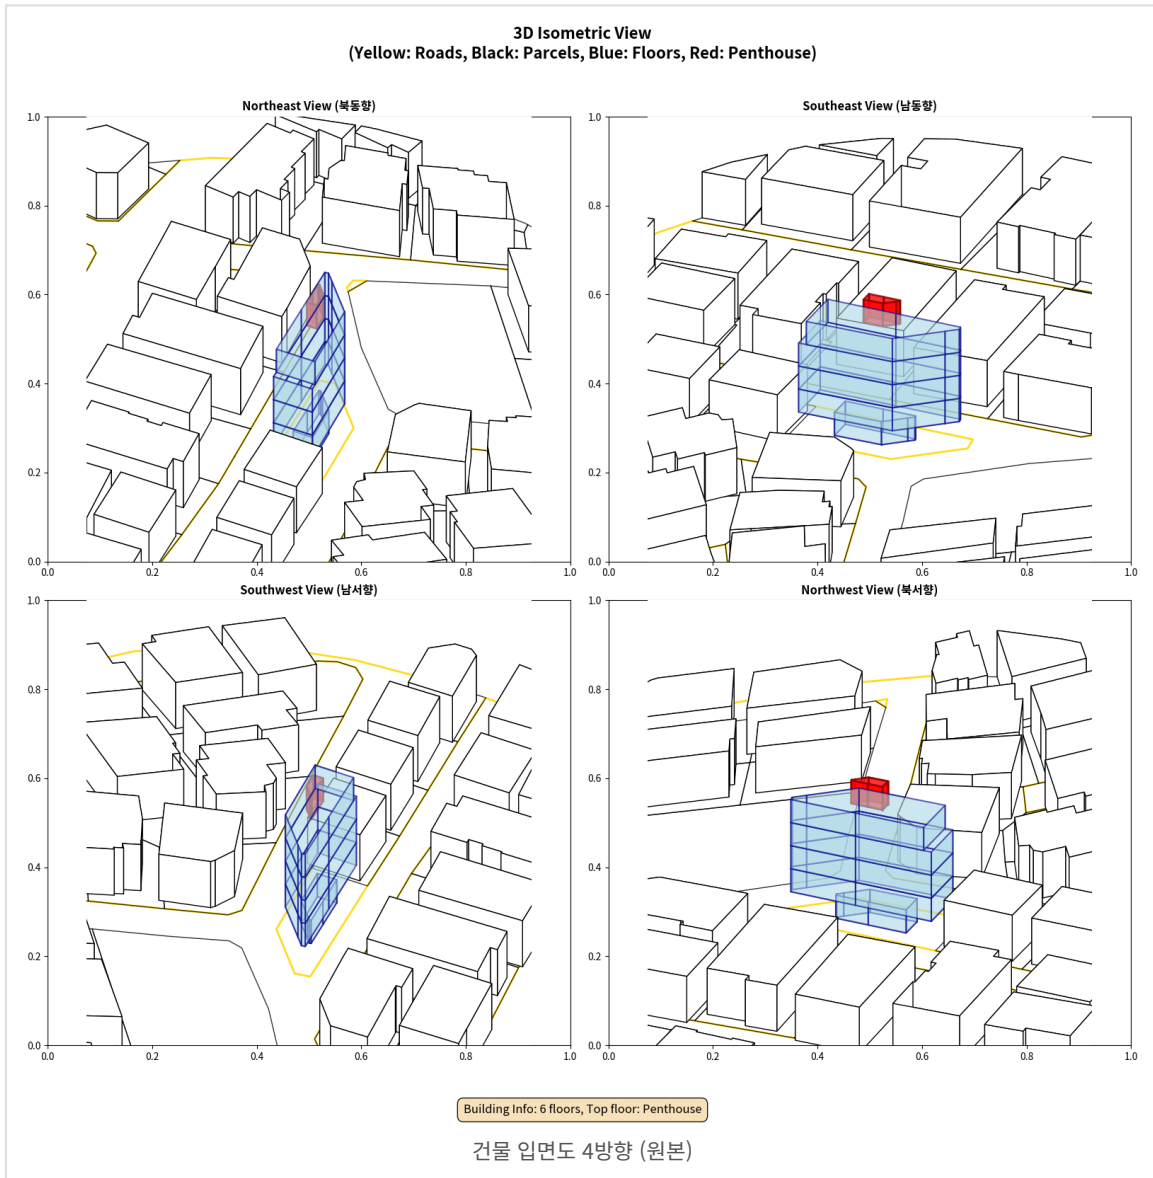 3D Isometric View
(Yellow: Roads, Black: Parcels, Blue: Floors, Red: Penthouse)
Northeast View (북동향)
1.0
0.8
0.6
0.4
0.2
0.0
0.0 0.2 0.4 0.6 0.8 1.0
Southeast View (남동향)
1.0
0.8
0.6
0.4
0.2
0.0
0.0 0.2 0.4 0.6 0.8 1.0
Southwest View (남서향)
1.0
0.8
0.6
0.4
0.2
0.0
0.0 0.2 0.4 0.6 0.8 1.0
Northwest View (북서향)
1.0
0.8
0.6
0.4
0.2
0.0
0.0 0.2 0.4 0.6 0.8 1.0
Building Info: 6 floors, Top floor: Penthouse
건물 입면도 4방향 (원본)